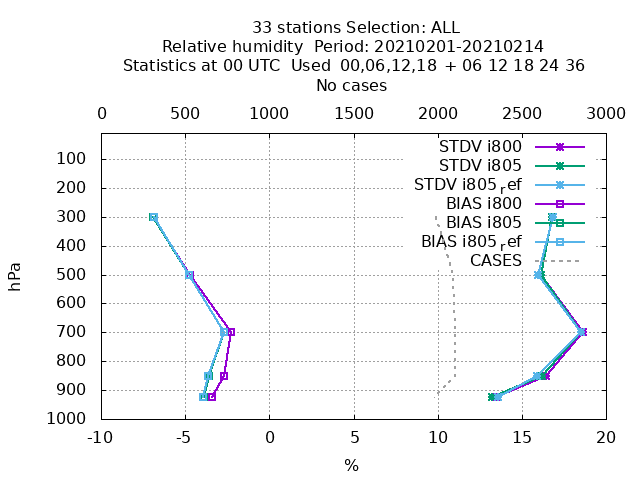 33 stations Selection: ALL
Relative humidity  Period: 20210201-20210214
Statistics at 00 UTC  Used  00,06,12,18  + 06 12 18 24 36
No cases
0 500 1000 1500 2000 2500 3000
STDV i800
STDV i805
STDV i805ref
BIAS i800
BIAS i805
BIAS i805ref
CASES
100
200
300
400
500
600
700
800
900
1000
hPa
-10 -5 0 5 10 15 20
%